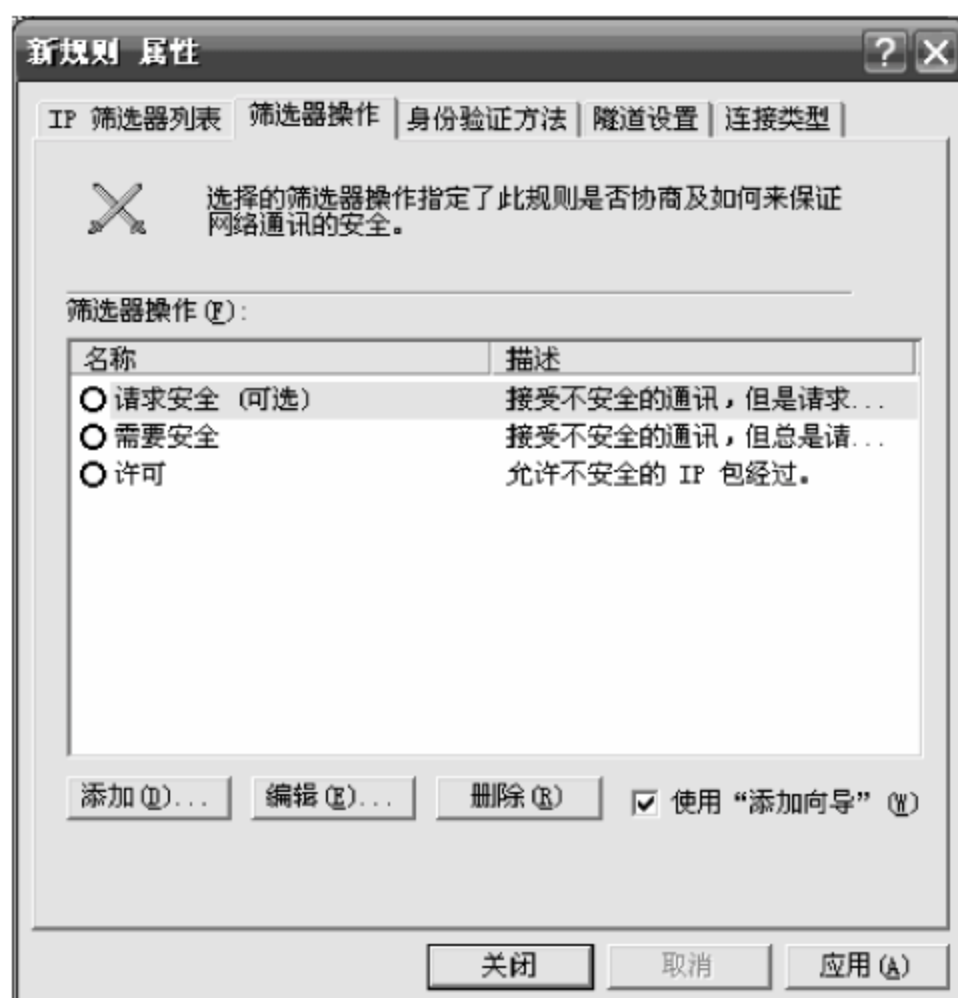 新规则 属性
IP 筛选器列表 筛选器操作 身份验证方法 隧道设置 连接类型
选择的筛选器操作指定了此规则是否协商及如何来保证
网络通讯的安全。
筛选器操作(F):
名称 描述
请求安全 (可选) 接受不安全的通讯，但是请求...
需要安全 接受不安全的通讯，但总是请...
许可 允许不安全的 IP 包经过。
添加(D)... 编辑(E)... 删除(R) 使用“添加向导”(W)
关闭 取消 应用(A)